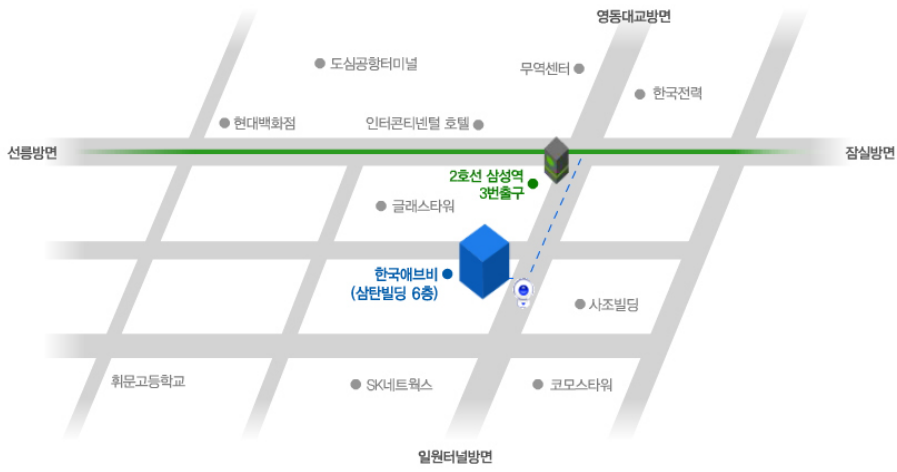 영동대교방면
도심공항터미널
무역센터
한국전력
현대백화점
인터콘티넨털 호텔
선릉방면
잠실방면
2호선 삼성역
3번출구
글래스타워
한국애브비
(삼탄빌딩 6층)
사조빌딩
휘문고등학교
SK네트웍스
코모스타워
일원터널방면